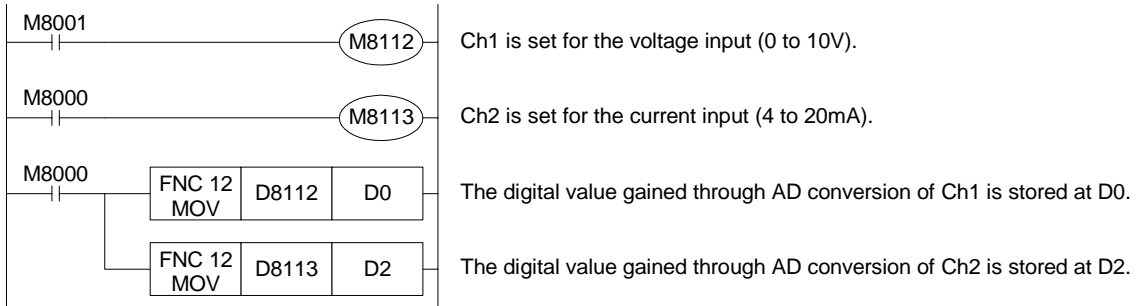 M8001
M8112 Ch1 is set for the voltage input (0 to 10V).
M8000
M8113 Ch2 is set for the current input (4 to 20mA).
M8000
FNC 12
MOV D8112 D0 The digital value gained through AD conversion of Ch1 is stored at D0.
FNC 12
MOV D8113 D2 The digital value gained through AD conversion of Ch2 is stored at D2.